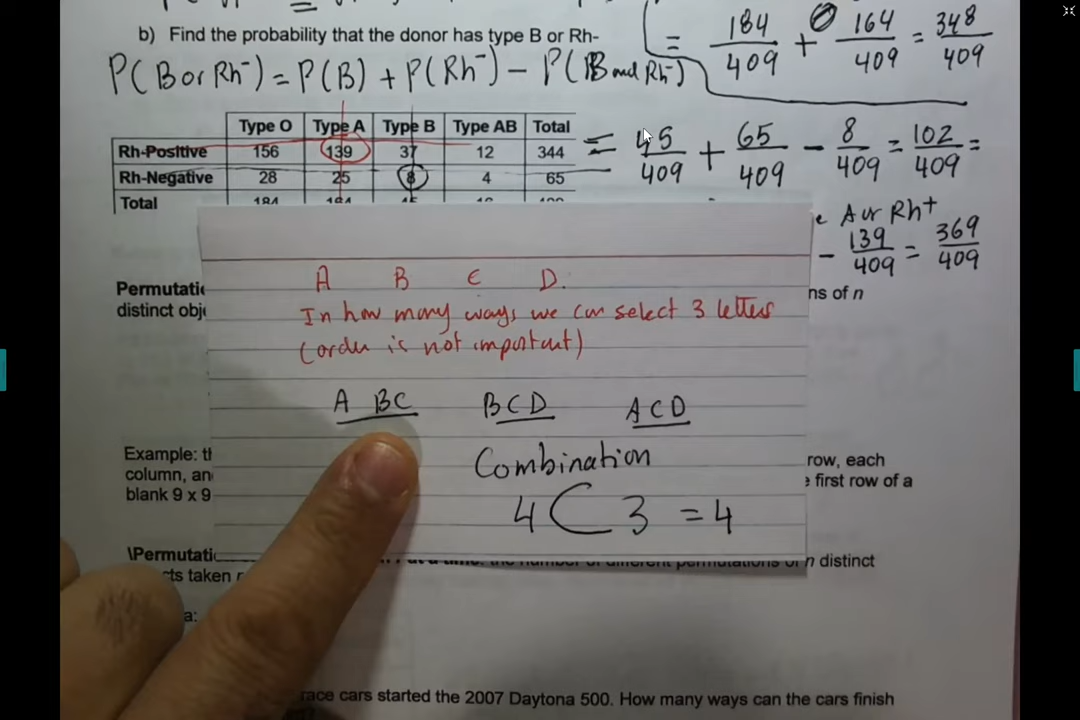 = 184/409 + 164/409 = 348/409
b) Find the probability that the donor has type B or Rh-
P(B or Rh⁻) = P(B) + P(Rh⁻) − P(B and Rh⁻)
Type O Type A Type B Type AB Total
Rh-Positive 156 139 37 12 344
Rh-Negative 28 25 8 4 65
Total
= 45/409 + 65/409 − 8/409 = 102/409 =
A or Rh⁺
− 139/409 = 369/409
A B C D.
In how many ways we can select 3 letters
(order is not important)
A BC BCD ACD
Combination
4 C 3 = 4
ns of n
distinct obj
Example: th
row, each
column, an
first row of a
blank 9 x 9
\Permutati
n distinct
cts taken
a:
race cars started the 2007 Daytona 500. How many ways can the cars finish